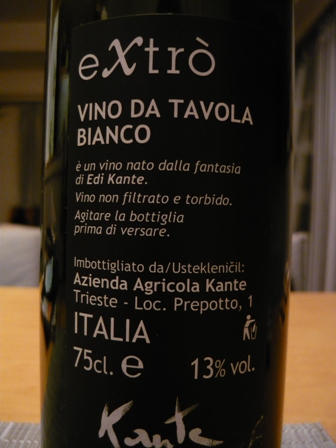 extrò
VINO DA TAVOLA
BIANCO
è un vino nato dalla fantasia
di Edi Kante.
Vino non filtrato e torbido.
Agitare la bottiglia
prima di versare.
Imbottigliato da/Ustekleničil:
Azienda Agricola Kante
Trieste - Loc. Prepotto, 1
ITALIA
75cl. e 13% vol.
Kante